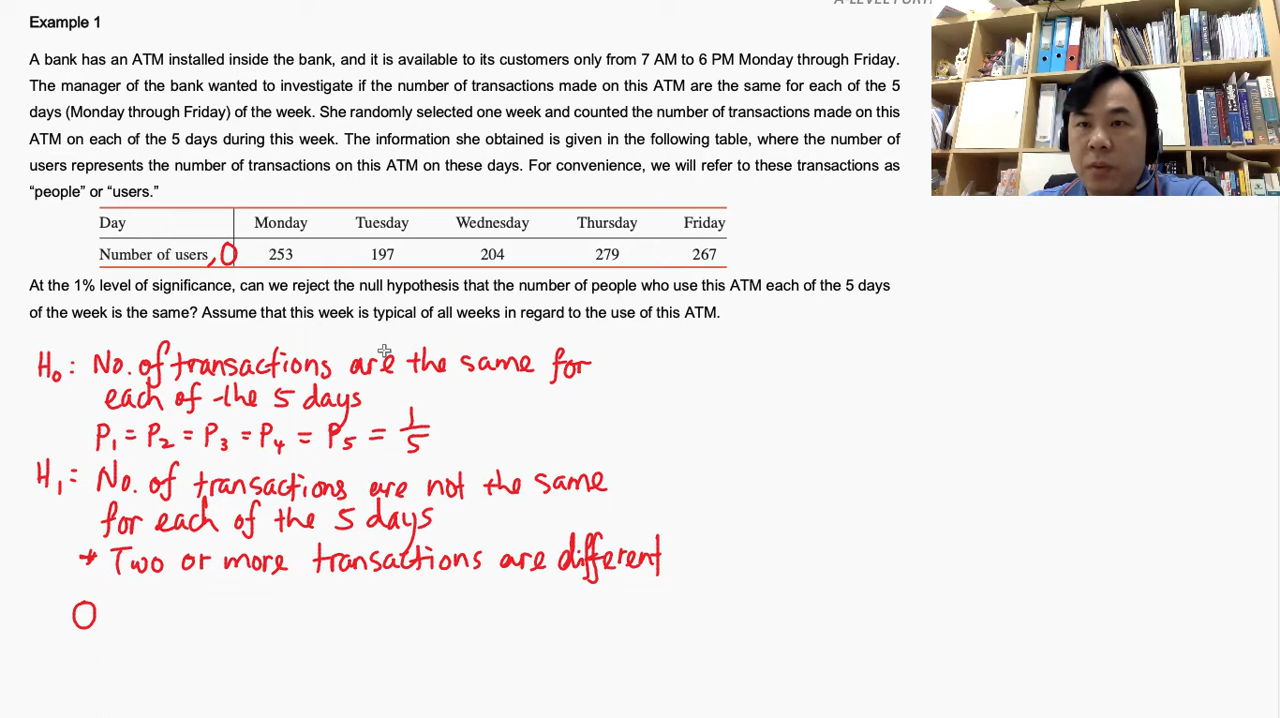 Example 1
A bank has an ATM installed inside the bank, and it is available to its customers only from 7 AM to 6 PM Monday through Friday.
The manager of the bank wanted to investigate if the number of transactions made on this ATM are the same for each of the 5
days (Monday through Friday) of the week. She randomly selected one week and counted the number of transactions made on this
ATM on each of the 5 days during this week. The information she obtained is given in the following table, where the number of
users represents the number of transactions on this ATM on these days. For convenience, we will refer to these transactions as
“people” or “users.”
Day Monday Tuesday Wednesday Thursday Friday
Number of users, O 253 197 204 279 267
At the 1% level of significance, can we reject the null hypothesis that the number of people who use this ATM each of the 5 days
of the week is the same? Assume that this week is typical of all weeks in regard to the use of this ATM.
H₀: No. of transactions are the same for
each of the 5 days
P₁ = P₂ = P₃ = P₄ = P₅ = 1/5
H₁: No. of transactions are not the same
for each of the 5 days
→ Two or more transactions are different
O